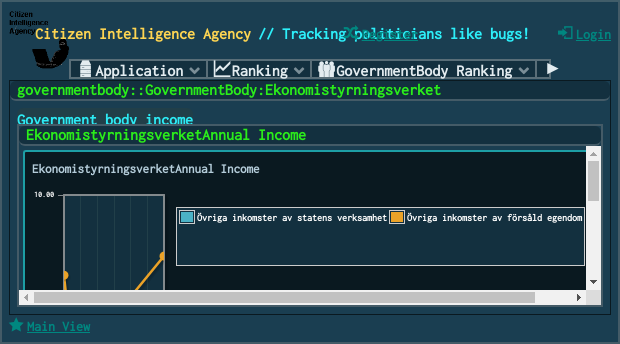 Citizen
Intelligence
Agency
Citizen Intelligence Agency // Tracking politicians like bugs!
Register
Login
Application
Ranking
GovernmentBody Ranking
governmentbody::GovernmentBody:Ekonomistyrningsverket
Government body income
EkonomistyrningsverketAnnual Income
EkonomistyrningsverketAnnual Income
10.00
Övriga inkomster av statens verksamhet
Övriga inkomster av försåld egendom
Main View